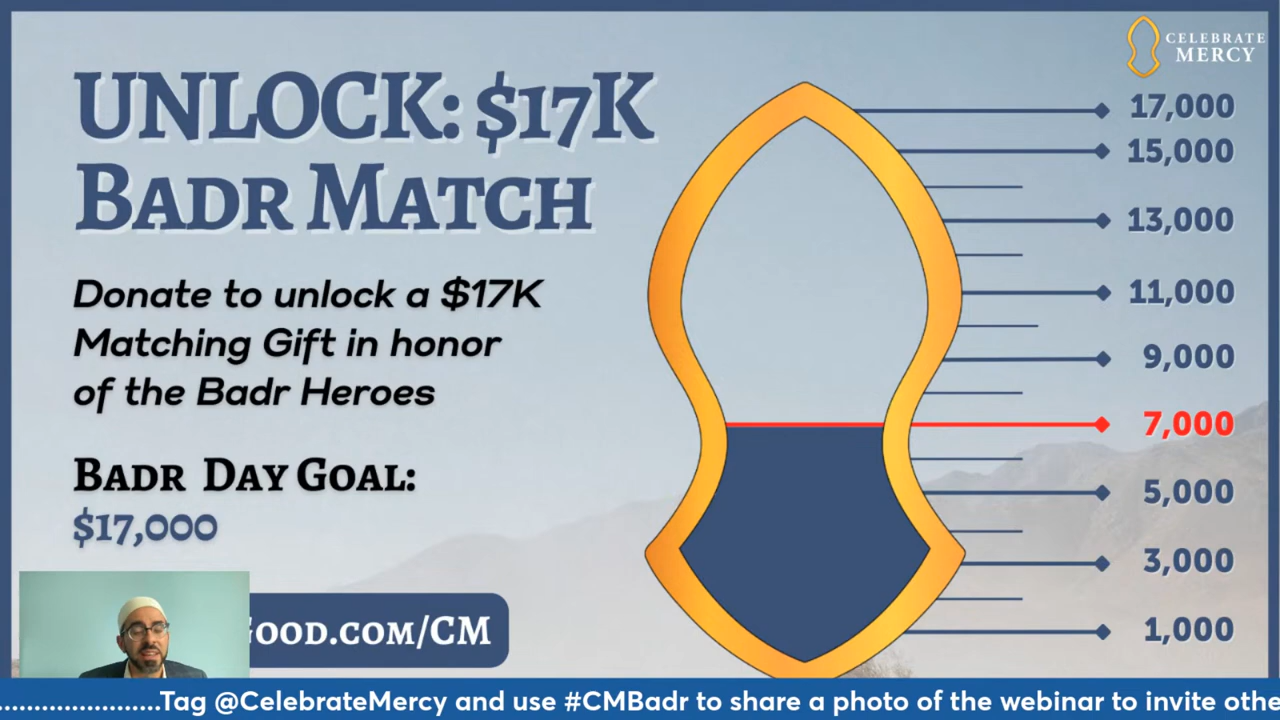 CELEBRATE
MERCY
UNLOCK: $17K
BADR MATCH
Donate to unlock a $17K
Matching Gift in honor
of the Badr Heroes
BADR DAY GOAL:
$17,000
GOOD.COM/CM
17,000
15,000
13,000
11,000
9,000
7,000
5,000
3,000
1,000
......................Tag @CelebrateMercy and use #CMBadr to share a photo of the webinar to invite othe